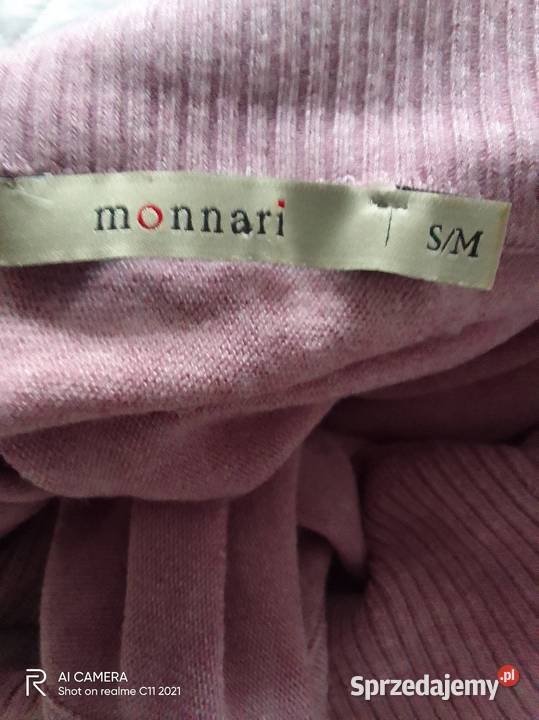 monnari
S/M
AI CAMERA
Shot on realme C11 2021
Sprzedajemy.pl